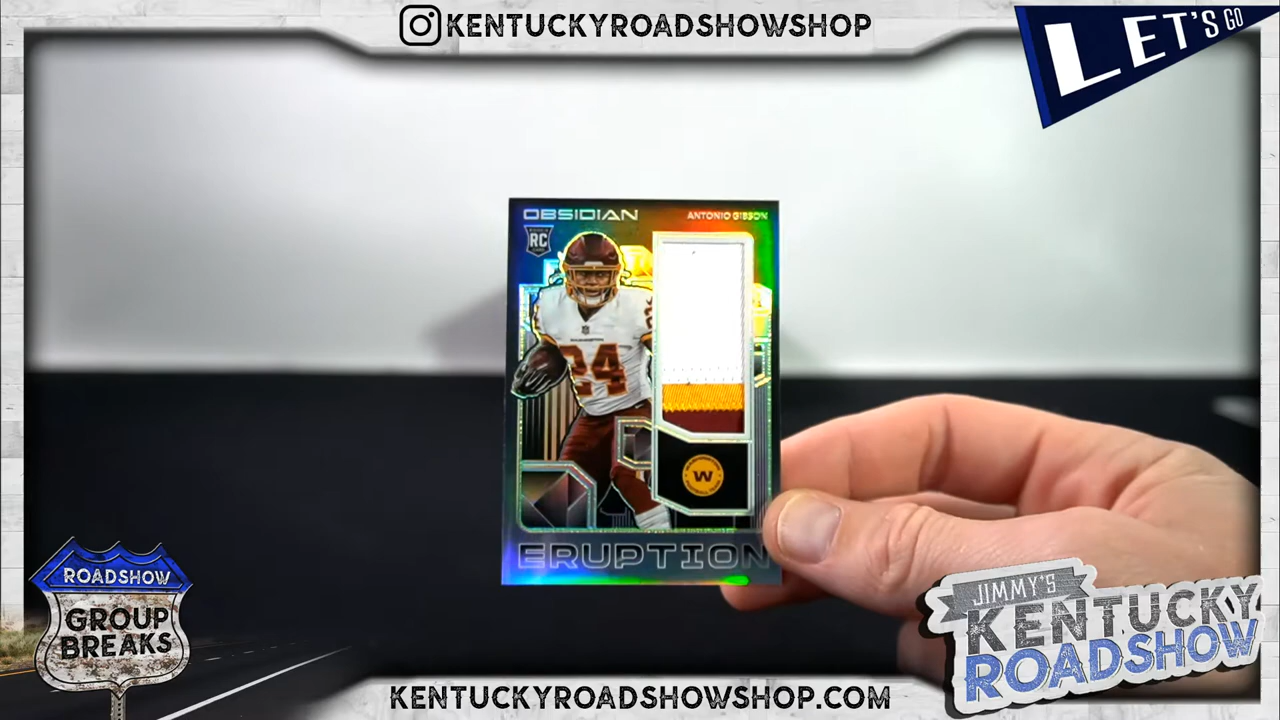 KENTUCKYROADSHOWSHOP
LET'S GO
OBSIDIAN
ANTONIO GIBSON
RC
24
W
ERUPTION
ROADSHOW
GROUP
BREAKS
JIMMY'S
KENTUCKY
ROADSHOW
KENTUCKYROADSHOWSHOP.COM